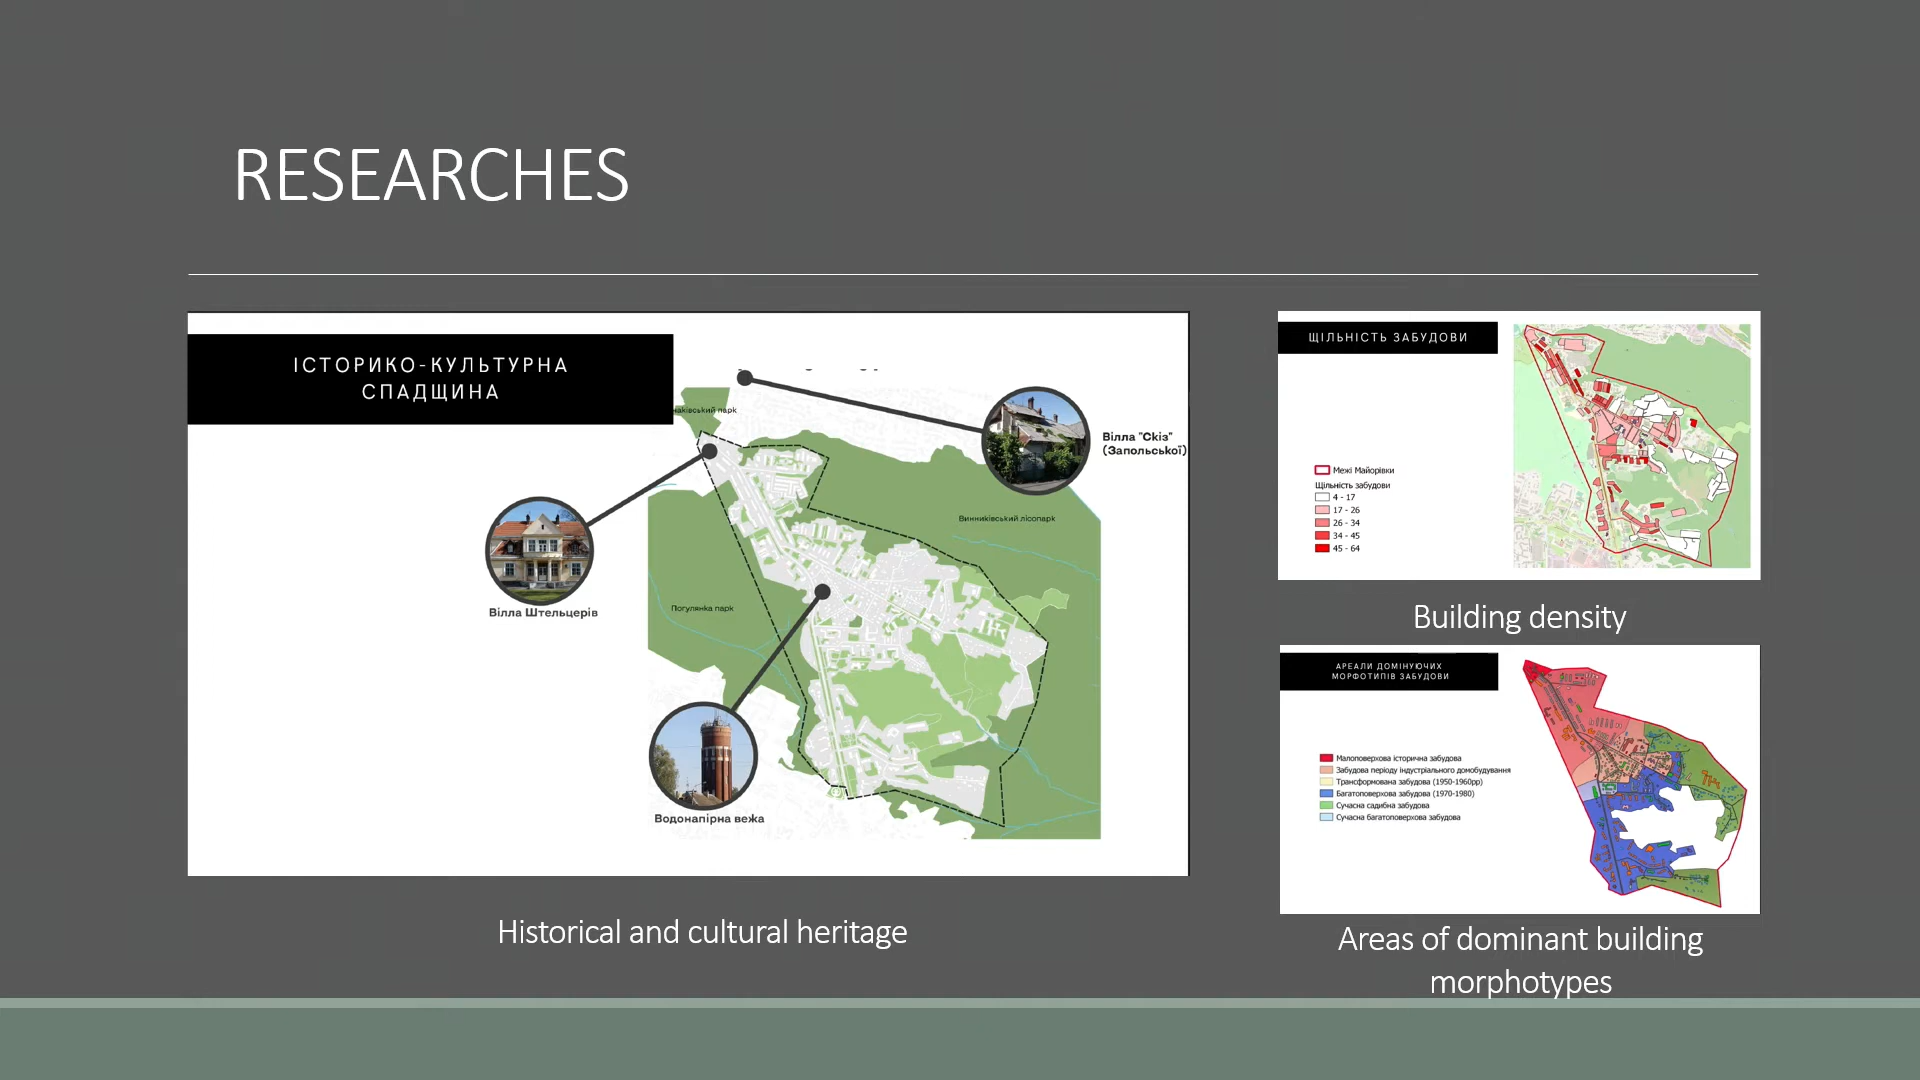 RESEARCHES
ІСТОРИКО-КУЛЬТУРНА
СПАДЩИНА
парк
Вілла "Скіз"
(Запольської)
Винниківський лісопарк
Вілла Штельцерів
Погулянка парк
Водонапірна вежа
Historical and cultural heritage
ЩІЛЬНІСТЬ ЗАБУДОВИ
Межі Майорівки
Щільність забудови
4 - 17
17 - 26
26 - 34
34 - 45
45 - 64
Building density
АРЕАЛИ ДОМІНУЮЧИХ
МОРФОТИПІВ ЗАБУДОВИ
Малоповерхова історична забудова
Забудова періоду індустріального домобудування
Трансформована забудова (1950-1960рр)
Багатоповерхова забудова (1970-1980)
Сучасна садибна забудова
Сучасна багатоповерхова забудова
Areas of dominant building
morphotypes